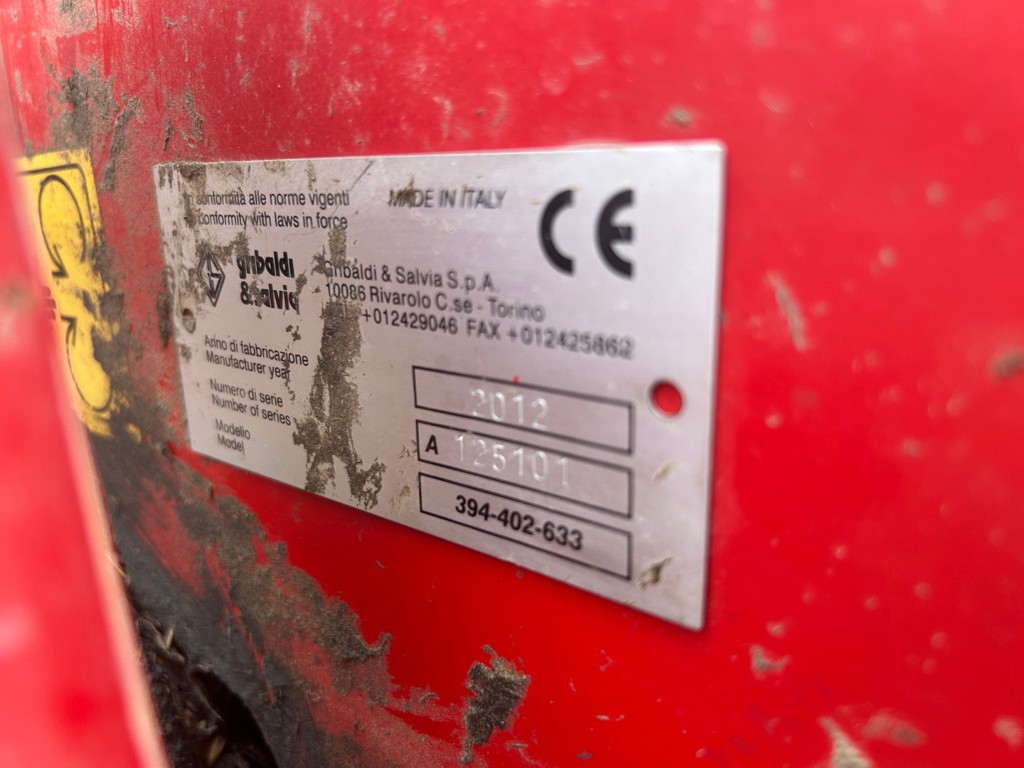 conformità alle norme vigenti
conformity with laws in force
MADE IN ITALY
CE
gribaldi
& salvia
Gribaldi & Salvia S.p.A.
10086 Rivarolo C.se - Torino
+012429046 FAX +012425862
Anno di fabbricazione
Manufacturer year
2012
Numero di serie
Number of series
A 125101
Modello
Model
394-402-633